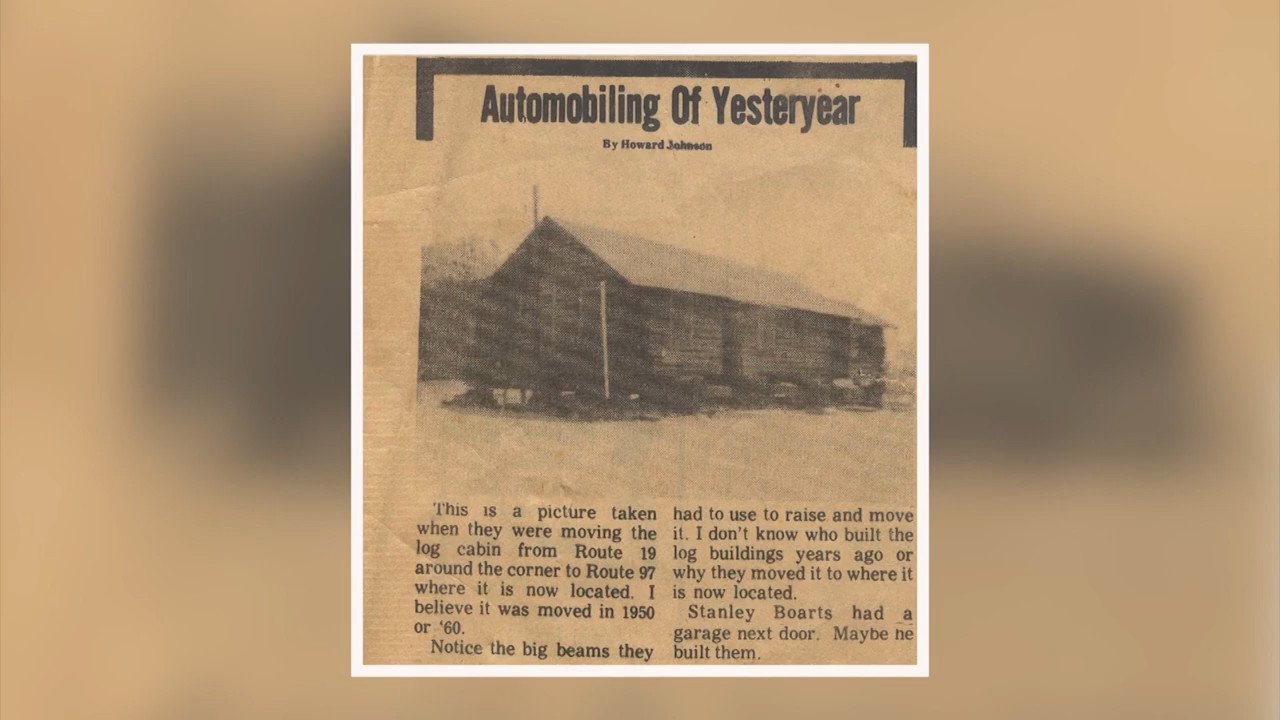 Automobiling Of Yesteryear
By Howard Johnson
This is a picture taken
when they were moving the
log cabin from Route 19
around the corner to Route 97
where it is now located. I
believe it was moved in 1950
or ‘60.
Notice the big beams they
had to use to raise and move
it. I don't know who built the
log buildings years ago or
why they moved it to where it
is now located.
Stanley Boarts had a
garage next door. Maybe he
built them.